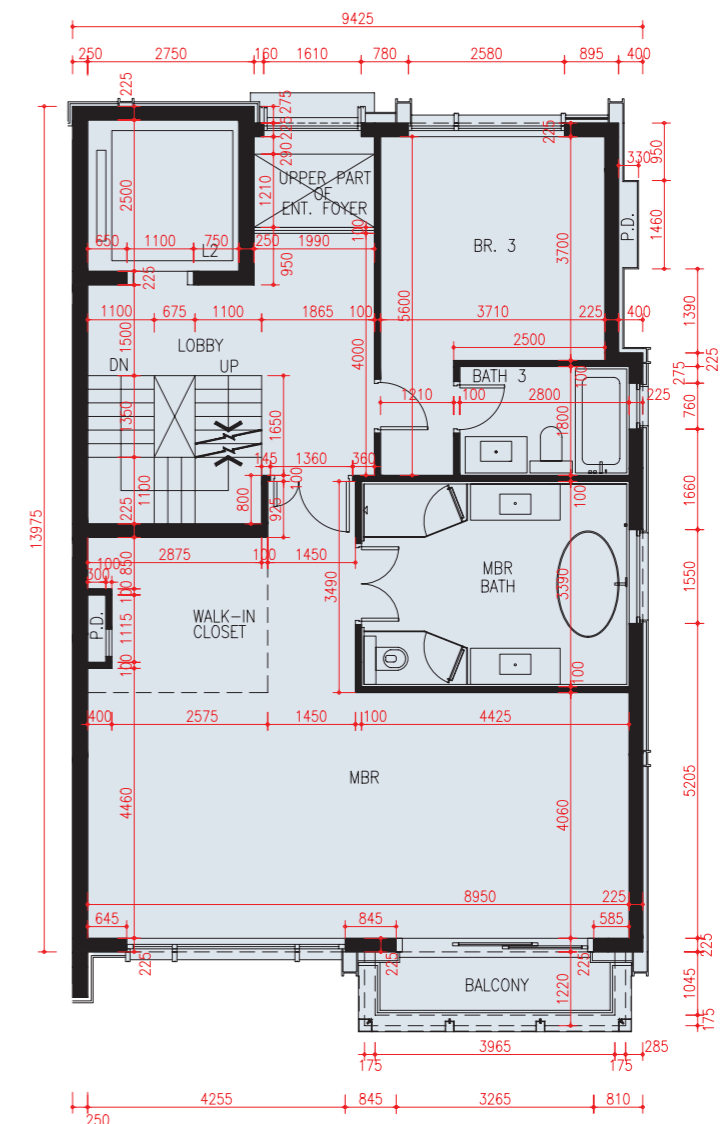 9425
250 2750 160 1610 780 2580 895 400
225
275
225
225
290
330
950
UPPER PART
OF
ENT. FOYER
1210
2500
P.D.
1460
100
BR. 3
3700
650 1100 750 250 1990
L2
225
950
1390
1100 675 1100 1865 100
5600
3710 225 400
1500
LOBBY
4000
2500
225
DN UP
BATH 3
100
275
1350
1210 100 2800 225
760
1650
1800
145 1360 360
100
1100
800
925
100
1660
225
13975
2875 100 1450
100
850
300
100
3490
MBR
BATH
3390
1550
P.D.
1115
WALK-IN
CLOSET
100
100
400 2575 1450 100 4425
MBR
4460
4060
5205
8950 225
645 845 585
225
225
225
225
BALCONY
1220
1045
175
3965 285
175 175
4255 845 3265 810
250